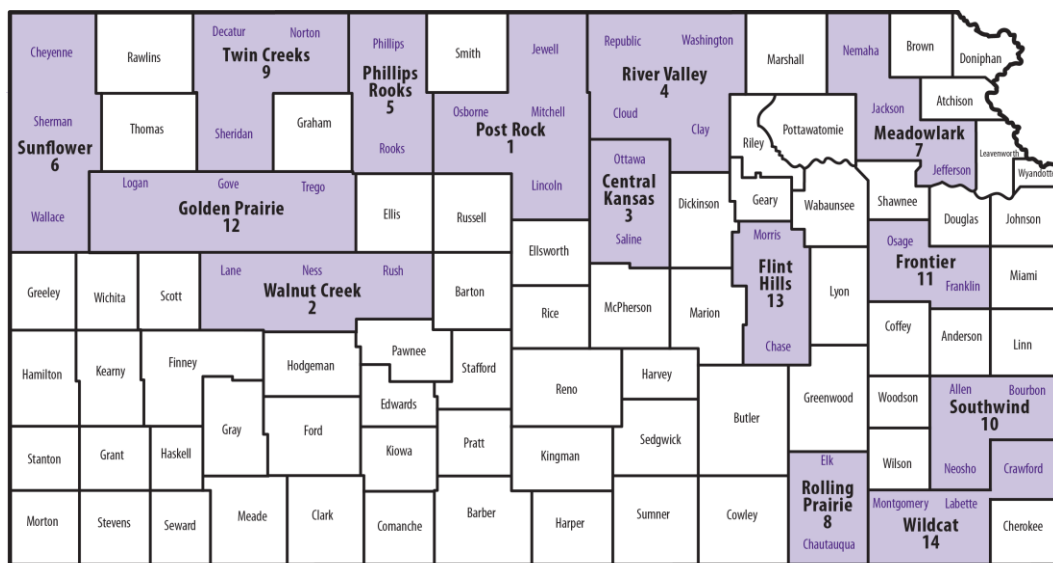 Cheyenne
Rawlins
Decatur
Norton
Twin Creeks
9
Phillips
Phillips
Rooks
5
Smith
Jewell
Republic
Washington
River Valley
4
Marshall
Nemaha
Brown
Doniphan
Sherman
Sunflower
6
Thomas
Sheridan
Graham
Rooks
Osborne
Mitchell
Post Rock
1
Cloud
Clay
Riley
Pottawatomie
Jackson
Meadowlark
7
Atchison
Jefferson
Leavenworth
Wyandotte
Wallace
Logan
Gove
Trego
Golden Prairie
12
Ellis
Russell
Lincoln
Ottawa
Central
Kansas
3
Saline
Dickinson
Geary
Wabaunsee
Shawnee
Douglas
Johnson
Greeley
Wichita
Scott
Lane
Ness
Rush
Walnut Creek
2
Barton
Ellsworth
Rice
McPherson
Marion
Morris
Flint
Hills
13
Chase
Lyon
Osage
Frontier
11
Franklin
Miami
Hamilton
Kearny
Finney
Hodgeman
Pawnee
Stafford
Edwards
Reno
Harvey
Butler
Greenwood
Coffey
Anderson
Linn
Woodson
Allen
Bourbon
Southwind
10
Neosho
Crawford
Gray
Ford
Kiowa
Pratt
Kingman
Sedgwick
Wilson
Stanton
Grant
Haskell
Elk
Rolling
Prairie
8
Chautauqua
Montgomery
Labette
Wildcat
14
Cherokee
Morton
Stevens
Seward
Meade
Clark
Comanche
Barber
Harper
Sumner
Cowley